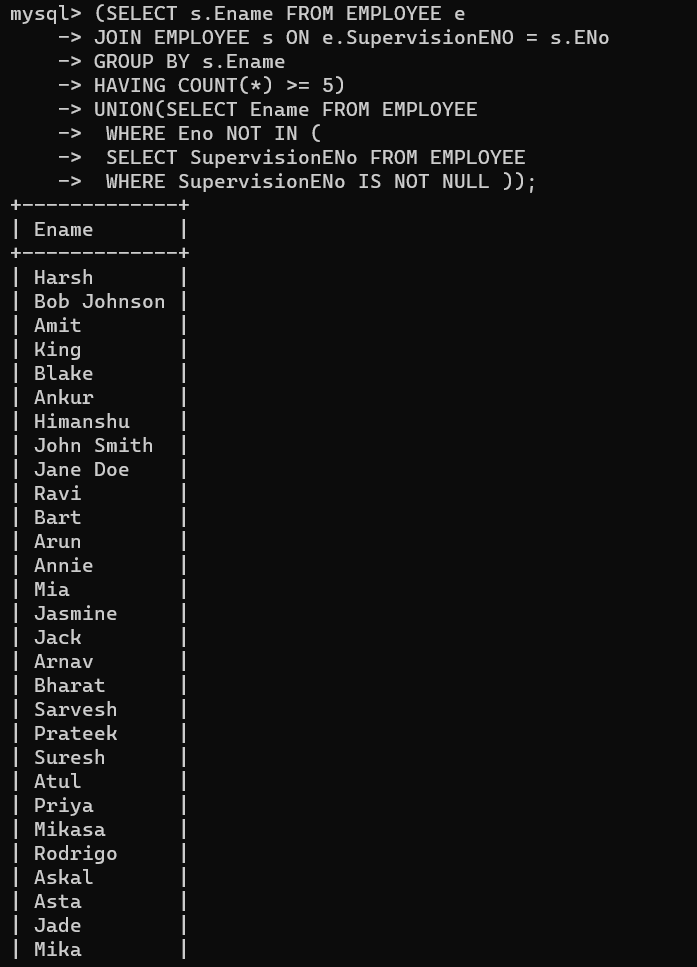 mysql> (SELECT s.Ename FROM EMPLOYEE e
    -> JOIN EMPLOYEE s ON e.SupervisionENO = s.ENo
    -> GROUP BY s.Ename
    -> HAVING COUNT(*) >= 5)
    -> UNION(SELECT Ename FROM EMPLOYEE
    ->  WHERE Eno NOT IN (
    ->  SELECT SupervisionENo FROM EMPLOYEE
    ->  WHERE SupervisionENo IS NOT NULL ));
+-------------+
| Ename       |
+-------------+
| Harsh       |
| Bob Johnson |
| Amit        |
| King        |
| Blake       |
| Ankur       |
| Himanshu    |
| John Smith  |
| Jane Doe    |
| Ravi        |
| Bart        |
| Arun        |
| Annie       |
| Mia         |
| Jasmine     |
| Jack        |
| Arnav       |
| Bharat      |
| Sarvesh     |
| Prateek     |
| Suresh      |
| Atul        |
| Priya       |
| Mikasa      |
| Rodrigo     |
| Askal       |
| Asta        |
| Jade        |
| Mika        |